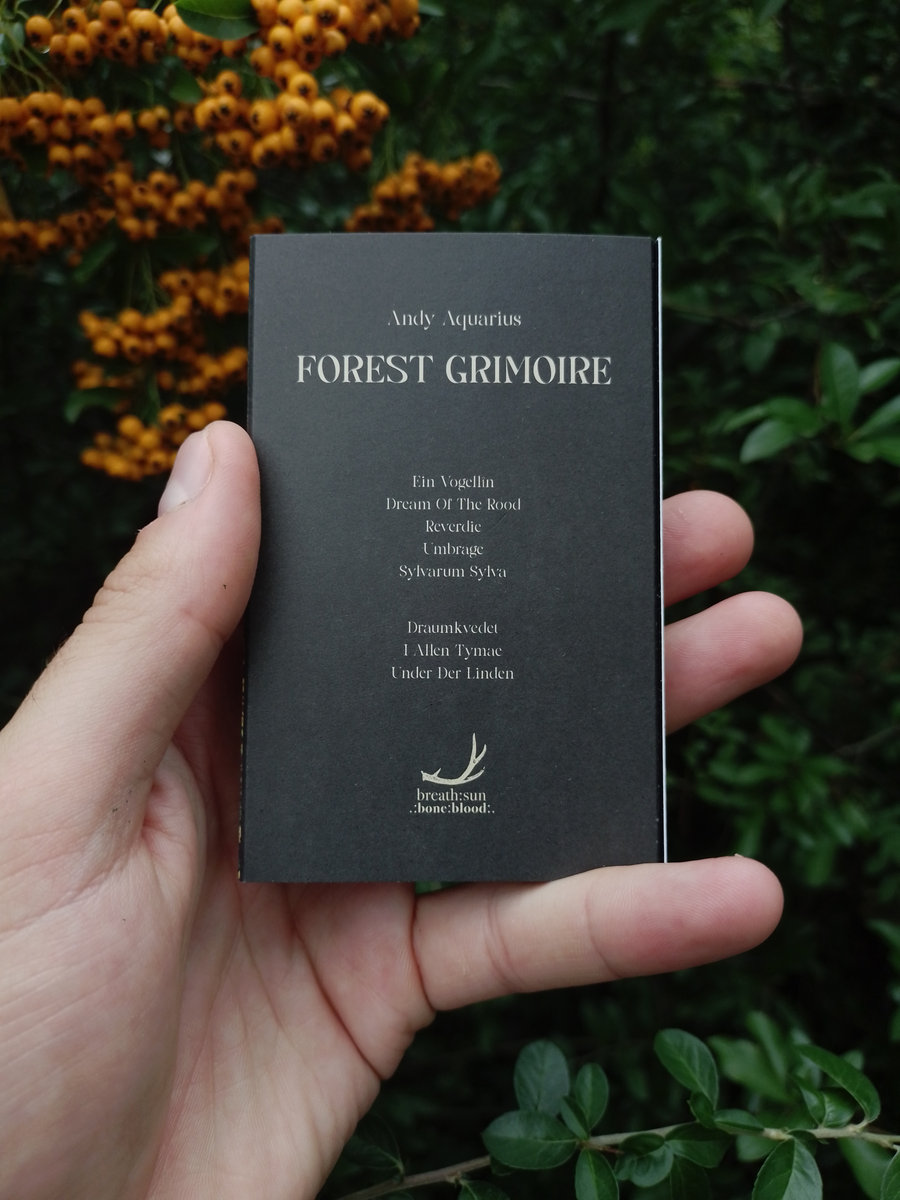 Andy Aquarius
FOREST GRIMOIRE
Ein Vogellin
Dream Of The Rood
Reverdie
Umbrage
Sylvarum Sylva
Draumkvedet
I Allen Tymae
Under Der Linden
breath:sun
.:bone:blood:.